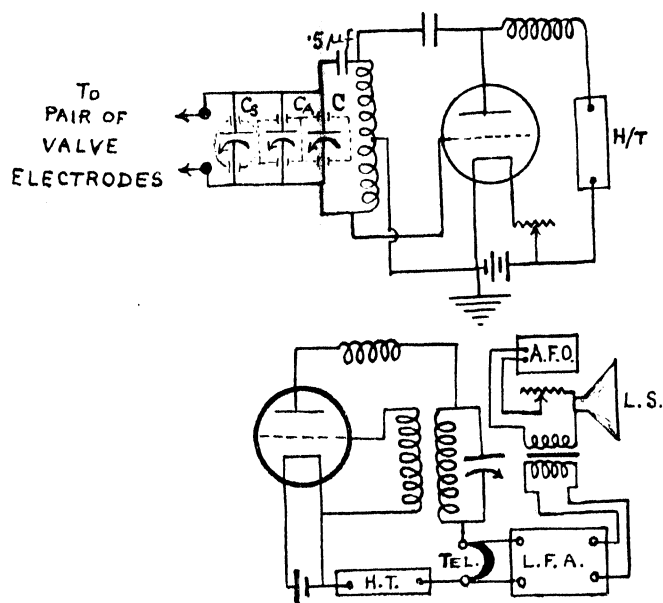 ·5μf
TO
PAIR OF
VALVE
ELECTRODES
Cs CA C
H/T
A.F.O.
L.S.
TEL.
L.F.A.
H.T.